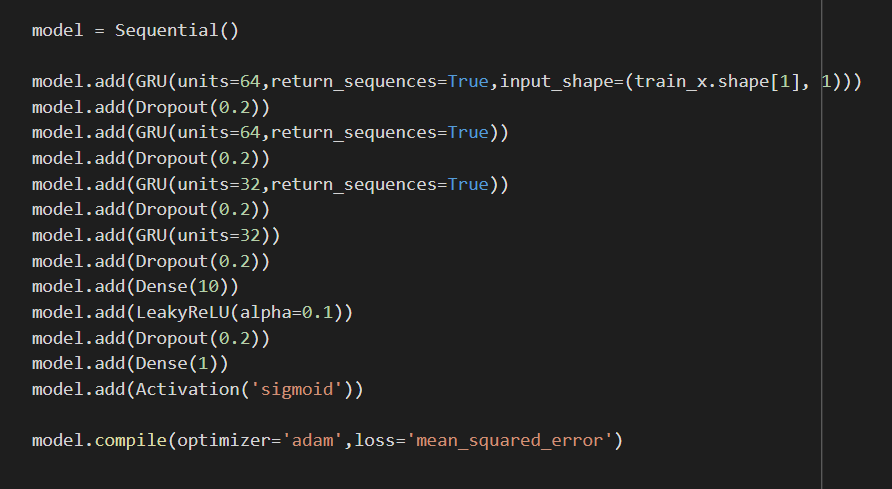 model = Sequential()
model.add(GRU(units=64,return_sequences=True,input_shape=(train_x.shape[1], 1)))
model.add(Dropout(0.2))
model.add(GRU(units=64,return_sequences=True))
model.add(Dropout(0.2))
model.add(GRU(units=32,return_sequences=True))
model.add(Dropout(0.2))
model.add(GRU(units=32))
model.add(Dropout(0.2))
model.add(Dense(10))
model.add(LeakyReLU(alpha=0.1))
model.add(Dropout(0.2))
model.add(Dense(1))
model.add(Activation('sigmoid'))
model.compile(optimizer='adam',loss='mean_squared_error')